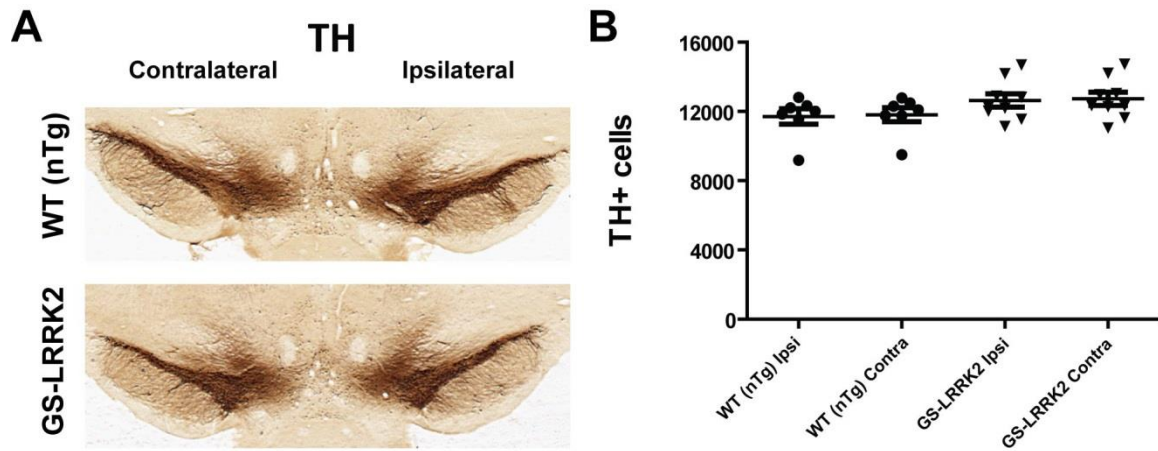 A
TH
Contralateral
Ipsilateral
WT (nTg)
GS-LRRK2
B
TH+ cells
16000
12000
8000
4000
0
WT (nTg) Ipsi
WT (nTg) Contra
GS-LRRK2 Ipsi
GS-LRRK2 Contra